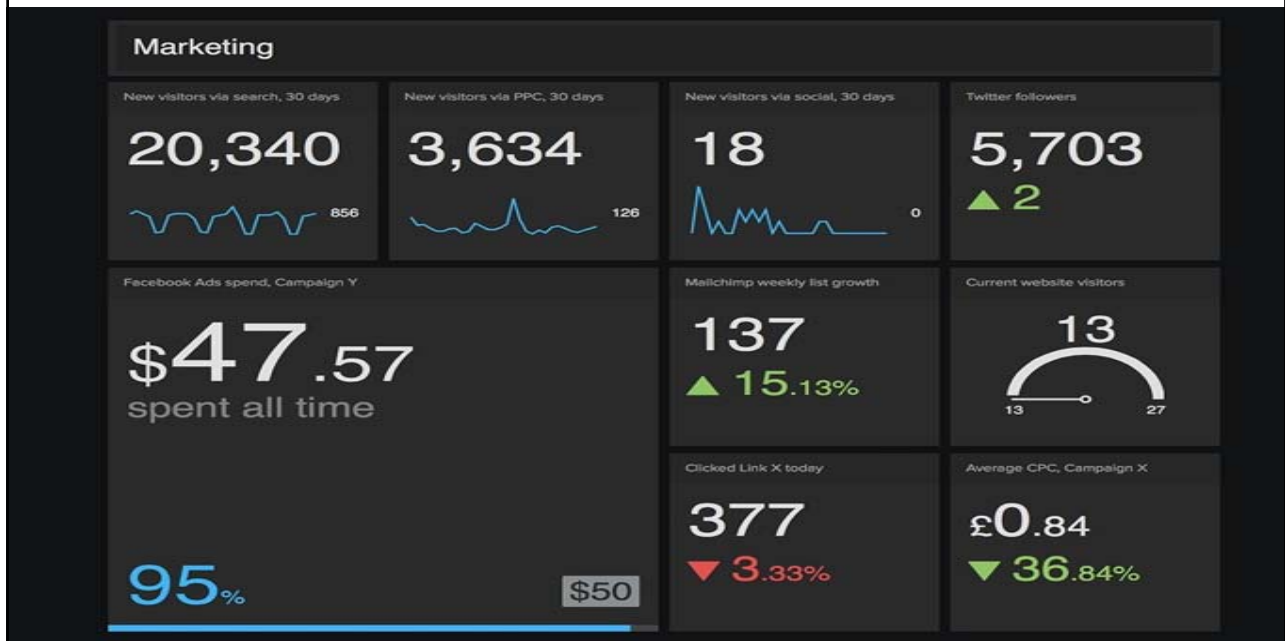 Marketing
New visitors via search, 30 days
20,340
856
New visitors via PPC, 30 days
3,634
126
New visitors via social, 30 days
18
0
Twitter followers
5,703
▲ 2
Facebook Ads spend, Campaign Y
$47.57
spent all time
95%
$50
Mailchimp weekly list growth
137
▲ 15.13%
Current website visitors
13
13 27
Clicked Link X today
377
▼ 3.33%
Average CPC, Campaign X
£0.84
▼ 36.84%